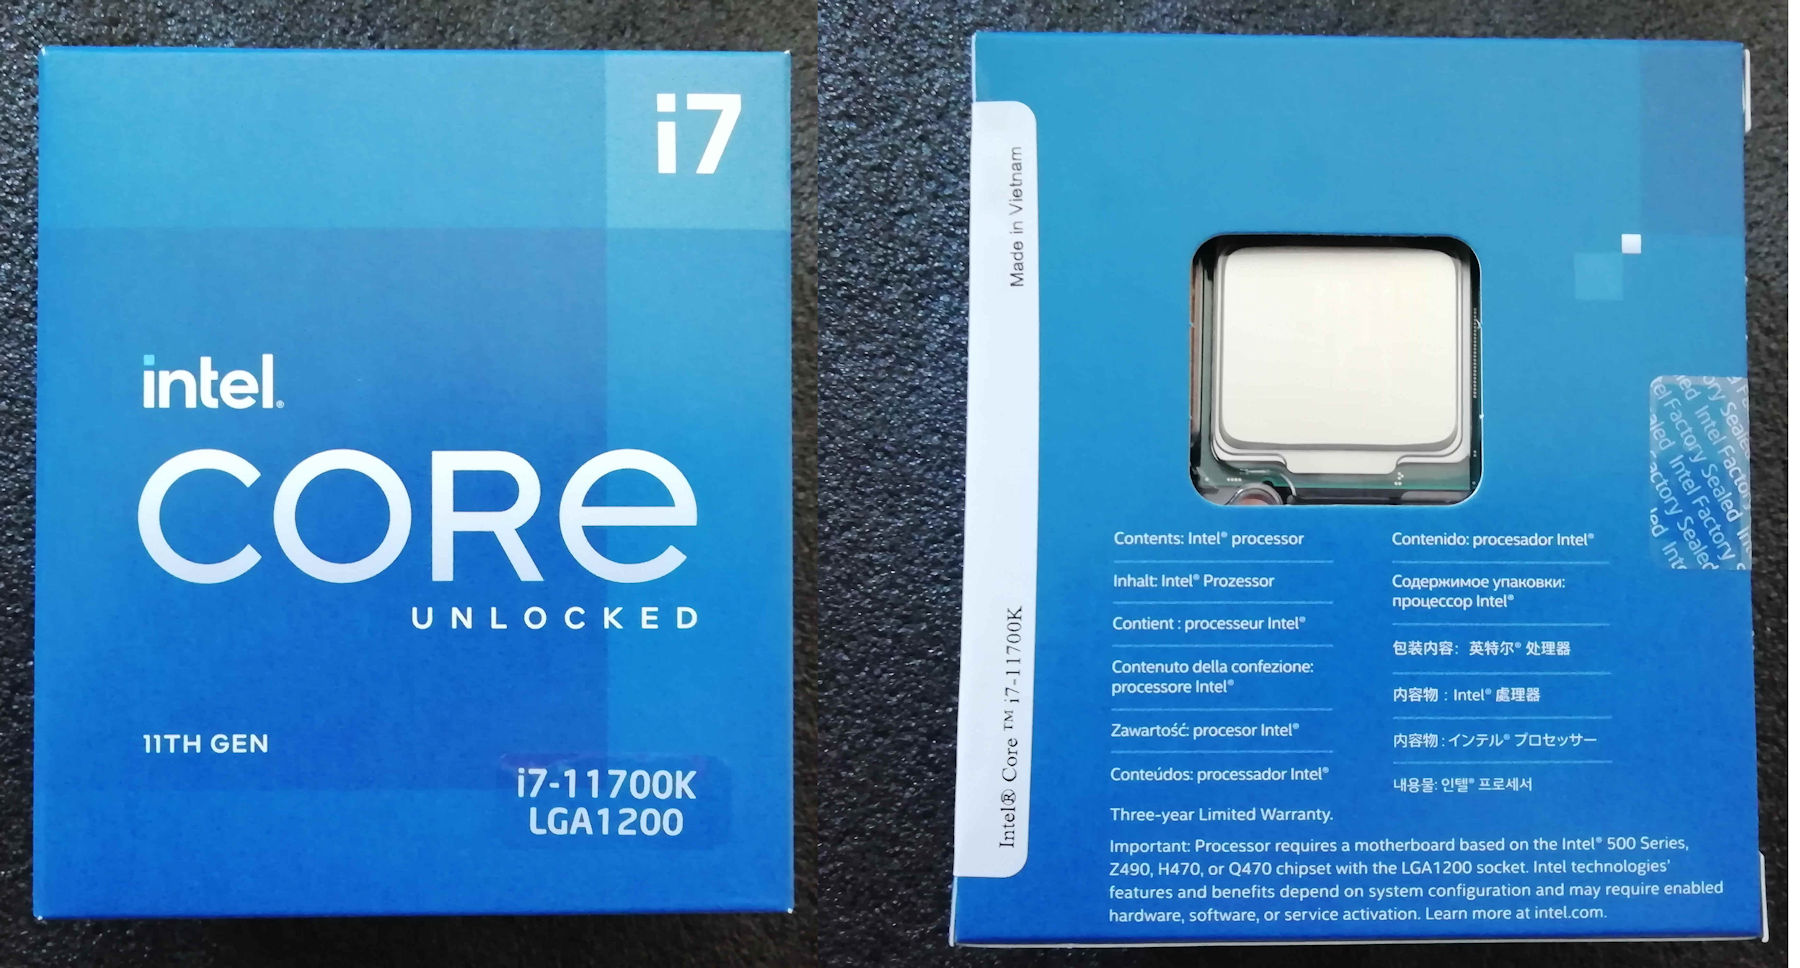 i7
intel®
CORE
UNLOCKED
11TH GEN
i7-11700K
LGA1200
Made in Vietnam
Intel® Core ™ i7-11700K
Contents: Intel® processor
Inhalt: Intel® Prozessor
Contient : processeur Intel®
Contenuto della confezione:
processore Intel®
Zawartość: procesor Intel®
Conteúdos: processador Intel®
Contenido: procesador Intel®
Содержимое упаковки:
процессор Intel®
包装内容：英特尔® 处理器
内容物：Intel® 處理器
内容物：インテル® プロセッサー
내용물: 인텔® 프로세서
Three-year Limited Warranty.
Important: Processor requires a motherboard based on the Intel® 500 Series,
Z490, H470, or Q470 chipset with the LGA1200 socket. Intel technologies’
features and benefits depend on system configuration and may require enabled
hardware, software, or service activation. Learn more at intel.com.
Intel Factory Sealed